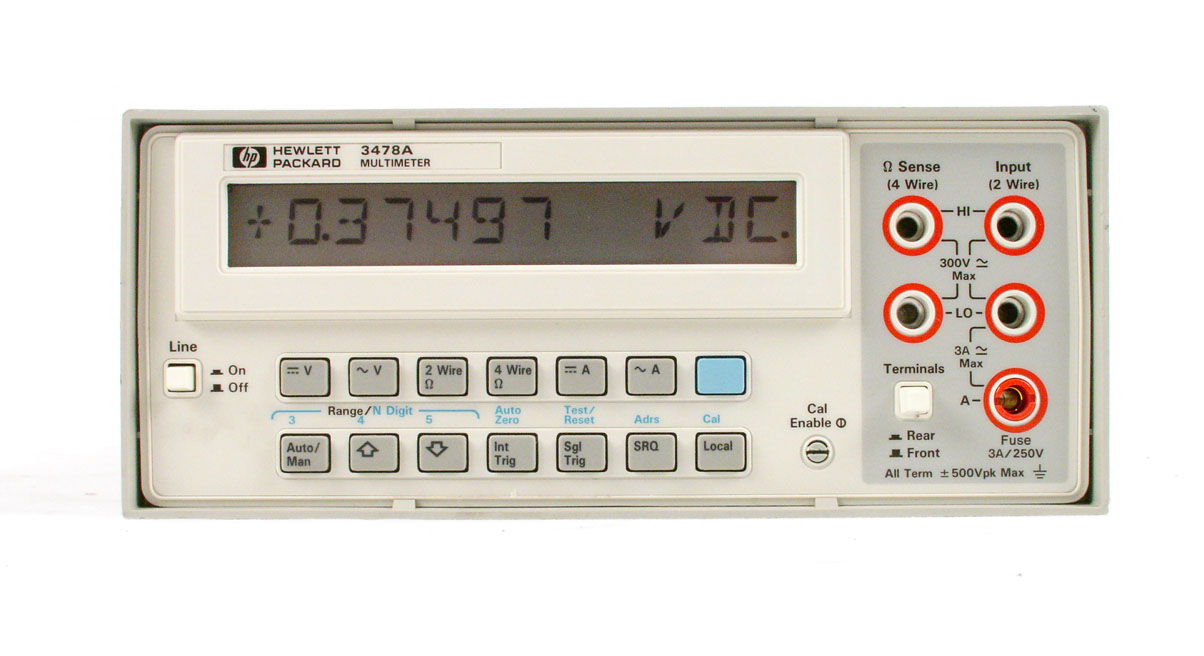 hp HEWLETT PACKARD 3478A MULTIMETER
+0.37497 V DC.
Ω Sense (4 Wire)
Input (2 Wire)
HI
300V ≃ Max
LO
3A ≃ Max
A
Terminals
Rear
Front
Fuse 3A/250V
All Term ±500Vpk Max
Line
On
Off
⎓ V
~ V
2 Wire Ω
4 Wire Ω
⎓ A
~ A
Range/N Digit
3 4 5
Auto Zero
Test/Reset
Adrs
Cal
Auto/Man
Int Trig
Sgl Trig
SRQ
Local
Cal Enable